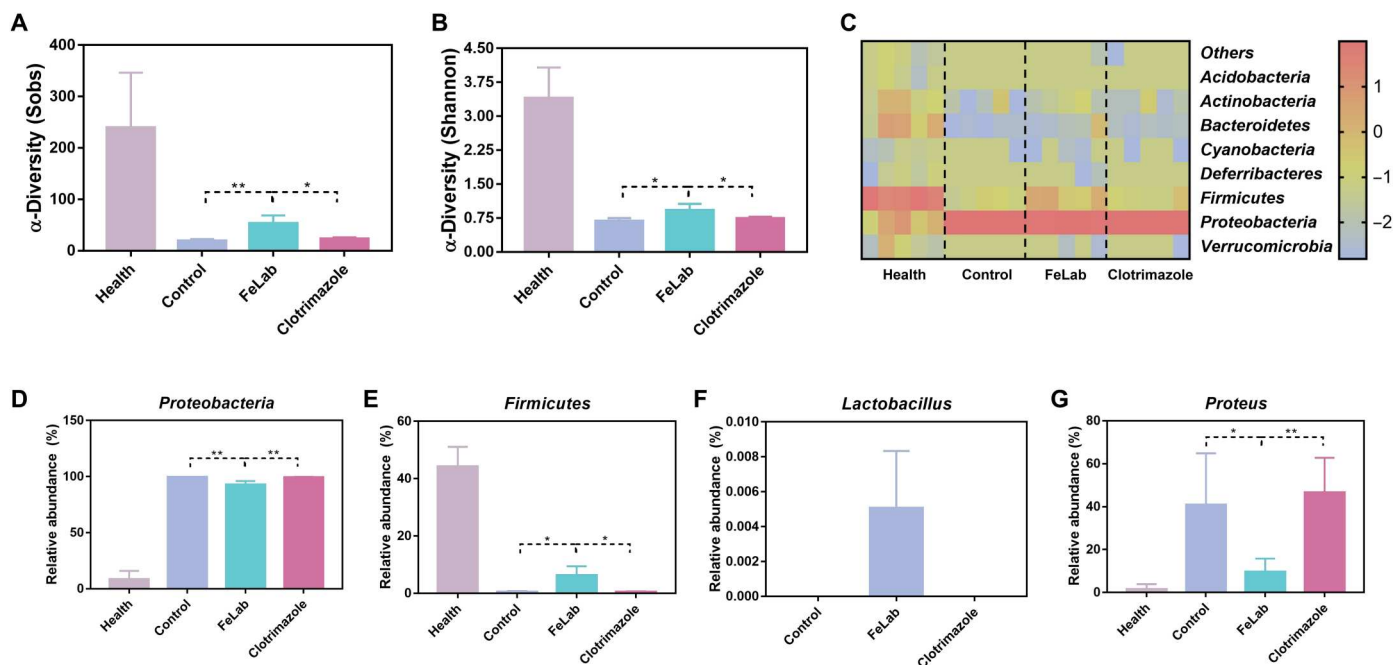 A
α-Diversity (Sobs)
400
300
200
100
0
** *
Health
Control
FeLab
Clotrimazole
B
α-Diversity (Shannon)
4.50
3.75
3.00
2.25
1.50
0.75
0.00
* *
Health
Control
FeLab
Clotrimazole
C
Others
Acidobacteria
Actinobacteria
Bacteroidetes
Cyanobacteria
Deferribacteres
Firmicutes
Proteobacteria
Verrucomicrobia
Health Control FeLab Clotrimazole
1
0
−1
−2
D
Proteobacteria
Relative abundance (%)
150
100
50
0
** **
Health
Control
FeLab
Clotrimazole
E
Firmicutes
Relative abundance (%)
60
40
20
0
* *
Health
Control
FeLab
Clotrimazole
F
Lactobacillus
Relative abundance (%)
0.010
0.008
0.006
0.004
0.002
0.000
Control
FeLab
Clotrimazole
G
Proteus
Relative abundance (%)
80
60
40
20
0
* **
Health
Control
FeLab
Clotrimazole